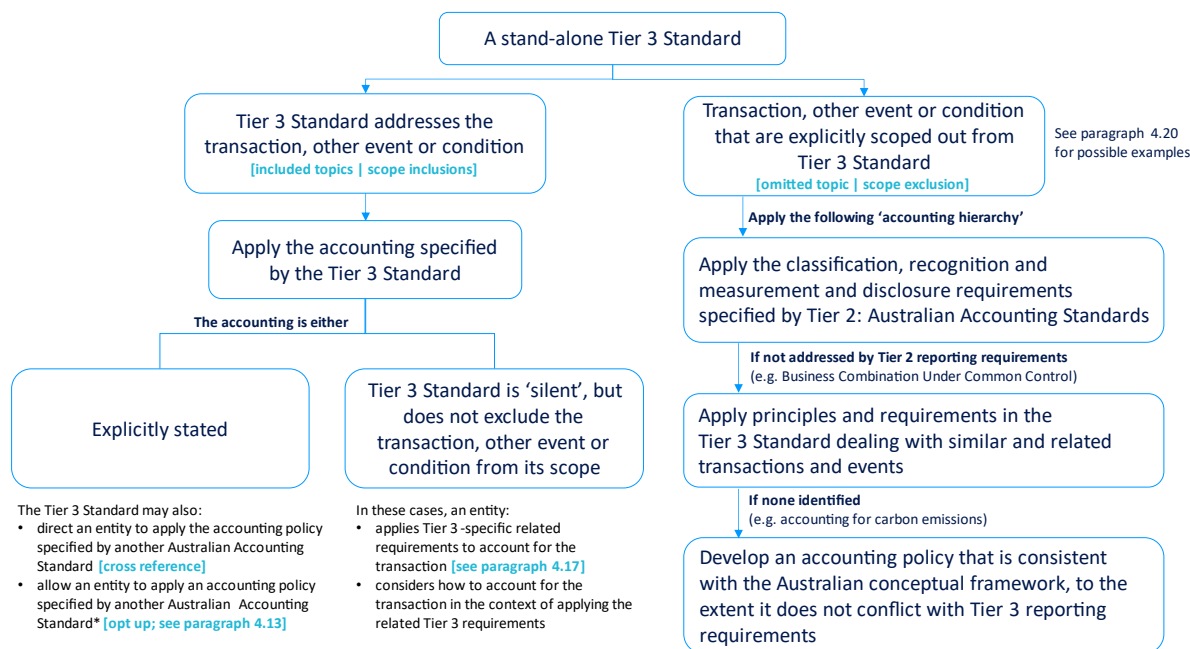 A stand-alone Tier 3 Standard
Tier 3 Standard addresses the
transaction, other event or condition
[included topics | scope inclusions]
Apply the accounting specified
by the Tier 3 Standard
The accounting is either
Explicitly stated
The Tier 3 Standard may also:
• direct an entity to apply the accounting policy
specified by another Australian Accounting
Standard [cross reference]
• allow an entity to apply an accounting policy
specified by another Australian Accounting
Standard* [opt up; see paragraph 4.13]
Tier 3 Standard is ‘silent’, but
does not exclude the
transaction, other event or
condition from its scope
In these cases, an entity:
• applies Tier 3 -specific related
requirements to account for the
transaction [see paragraph 4.17]
• considers how to account for the
transaction in the context of applying the
related Tier 3 requirements
Transaction, other event or condition
that are explicitly scoped out from
Tier 3 Standard
[omitted topic | scope exclusion]
See paragraph 4.20
for possible examples
Apply the following ‘accounting hierarchy’
Apply the classification, recognition and
measurement and disclosure requirements
specified by Tier 2: Australian Accounting Standards
If not addressed by Tier 2 reporting requirements
(e.g. Business Combination Under Common Control)
Apply principles and requirements in the
Tier 3 Standard dealing with similar and related
transactions and events
If none identified
(e.g. accounting for carbon emissions)
Develop an accounting policy that is consistent
with the Australian conceptual framework, to the
extent it does not conflict with Tier 3 reporting
requirements